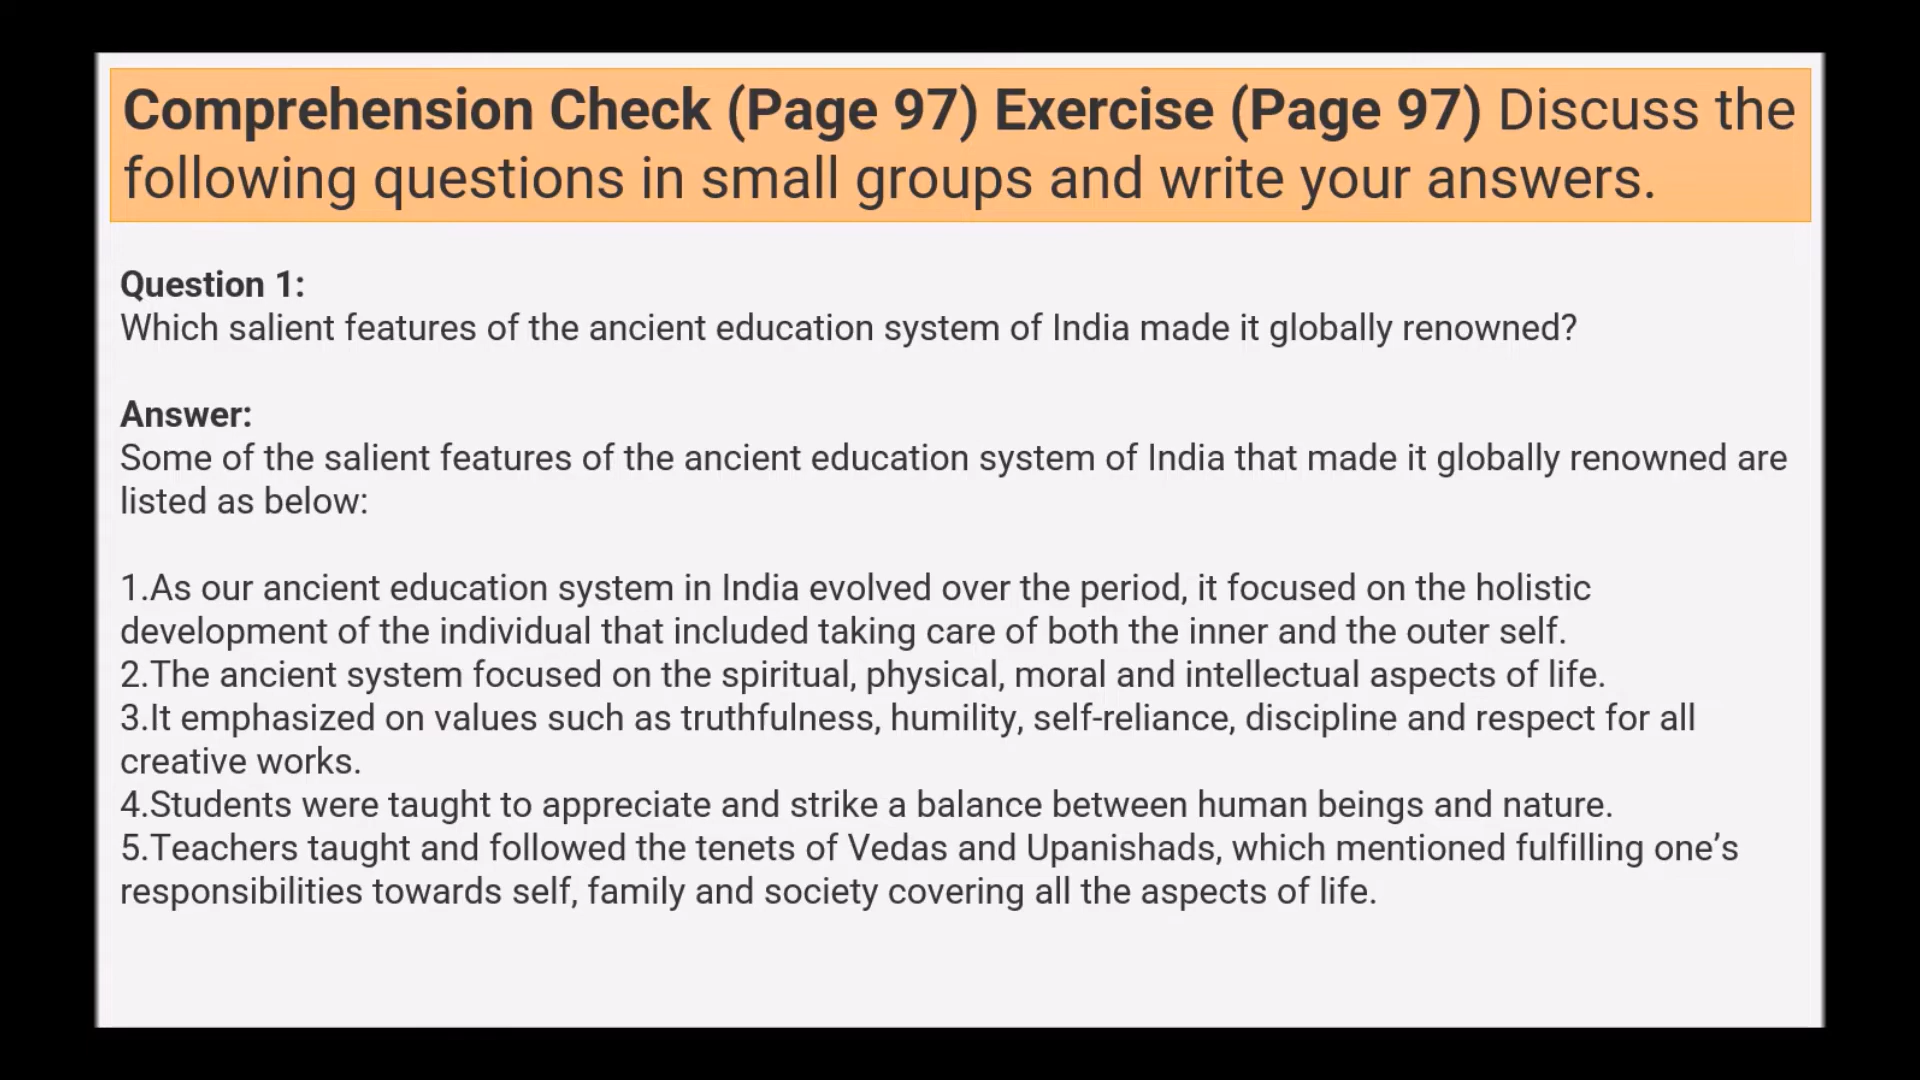 Comprehension Check (Page 97) Exercise (Page 97) Discuss the
following questions in small groups and write your answers.
Question 1:
Which salient features of the ancient education system of India made it globally renowned?
Answer:
Some of the salient features of the ancient education system of India that made it globally renowned are
listed as below:
1.As our ancient education system in India evolved over the period, it focused on the holistic
development of the individual that included taking care of both the inner and the outer self.
2.The ancient system focused on the spiritual, physical, moral and intellectual aspects of life.
3.It emphasized on values such as truthfulness, humility, self-reliance, discipline and respect for all
creative works.
4.Students were taught to appreciate and strike a balance between human beings and nature.
5.Teachers taught and followed the tenets of Vedas and Upanishads, which mentioned fulfilling one’s
responsibilities towards self, family and society covering all the aspects of life.